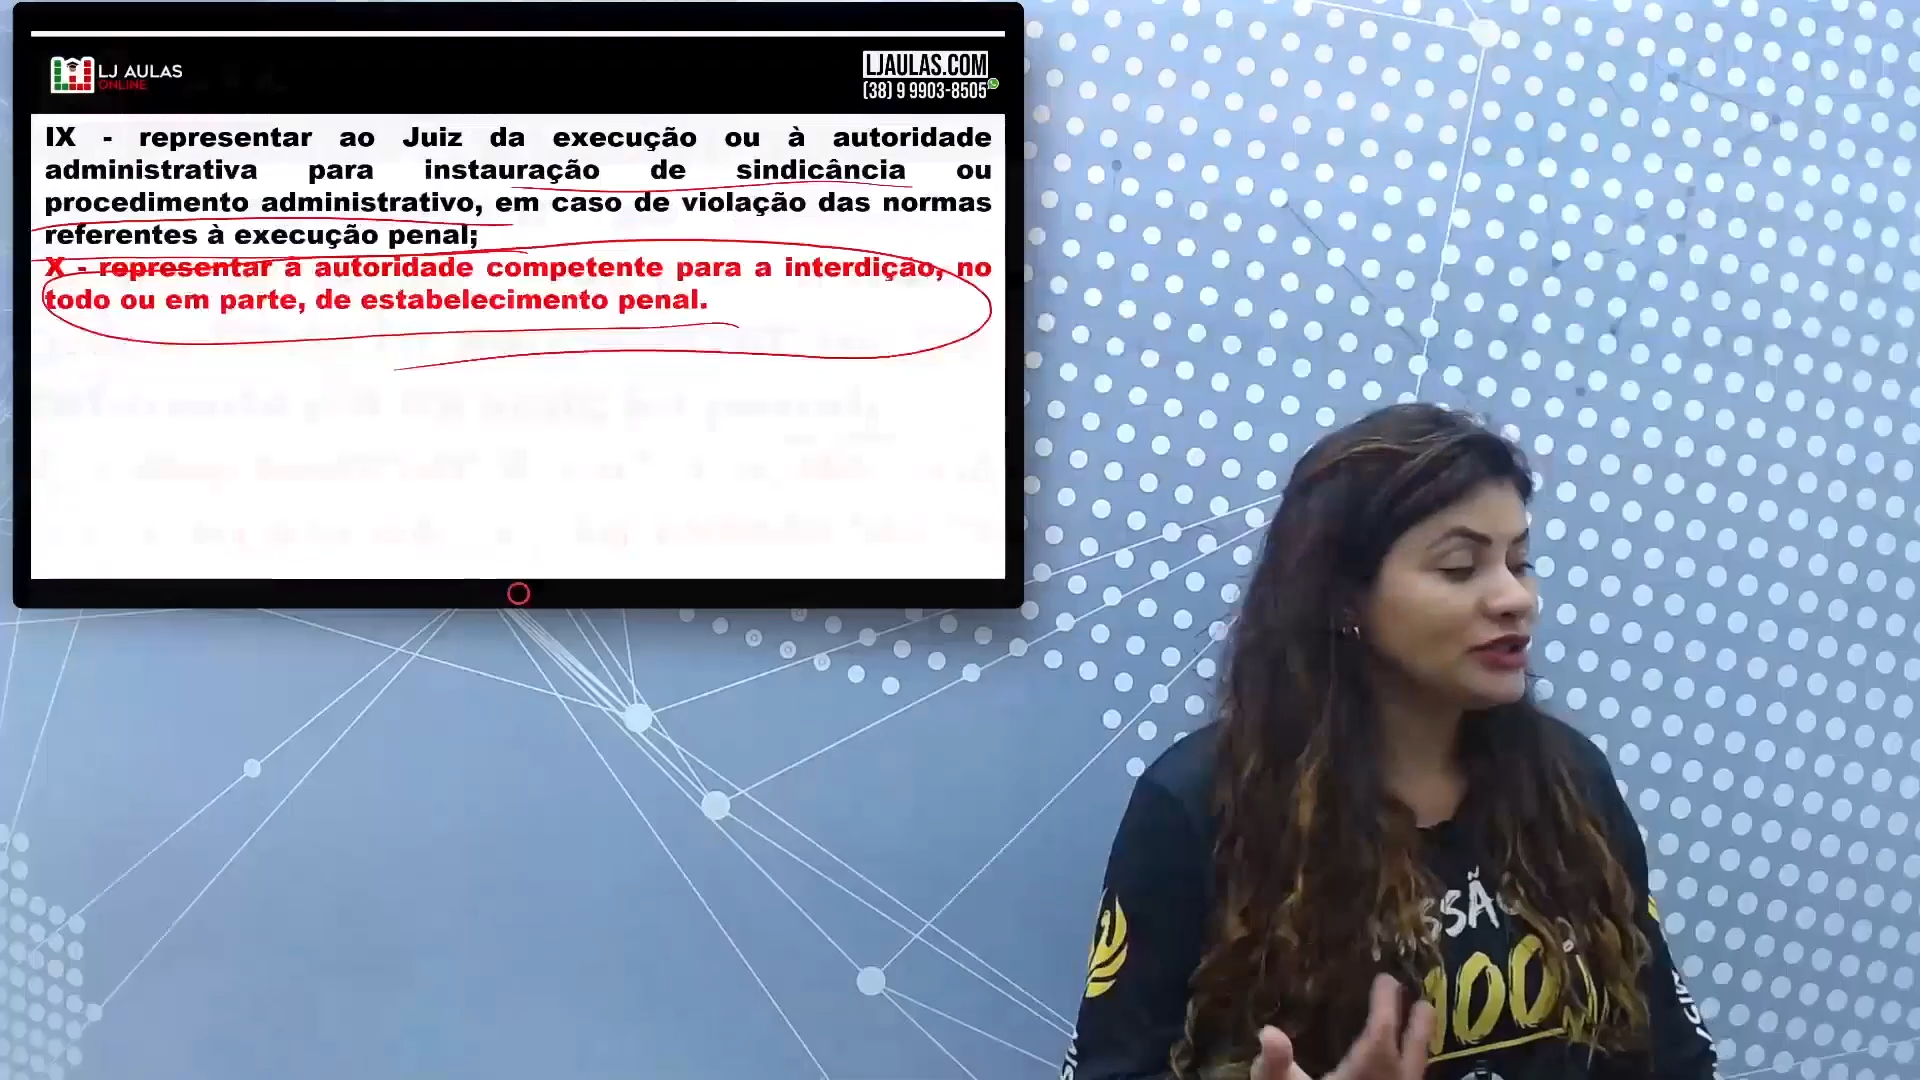 LJ AULAS
ONLINE
LJAULAS.COM
(38) 9 9903-8505
IX - representar ao Juiz da execução ou à autoridade
administrativa para instauração de sindicância ou
procedimento administrativo, em caso de violação das normas
referentes à execução penal;
X - representar à autoridade competente para a interdição, no
todo ou em parte, de estabelecimento penal.